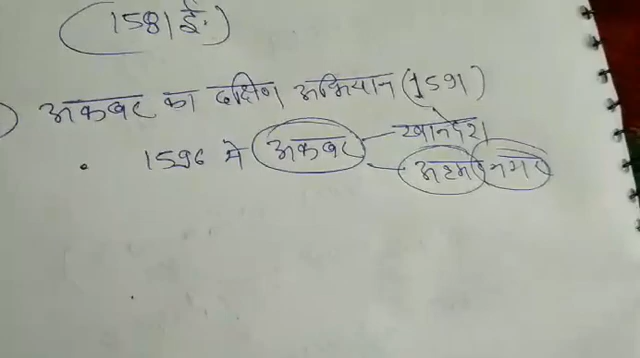 1581 ई.
अकबर का दक्षिण अभियान (1591)
1596 मे अकबर खानदेश
अहमदनगर